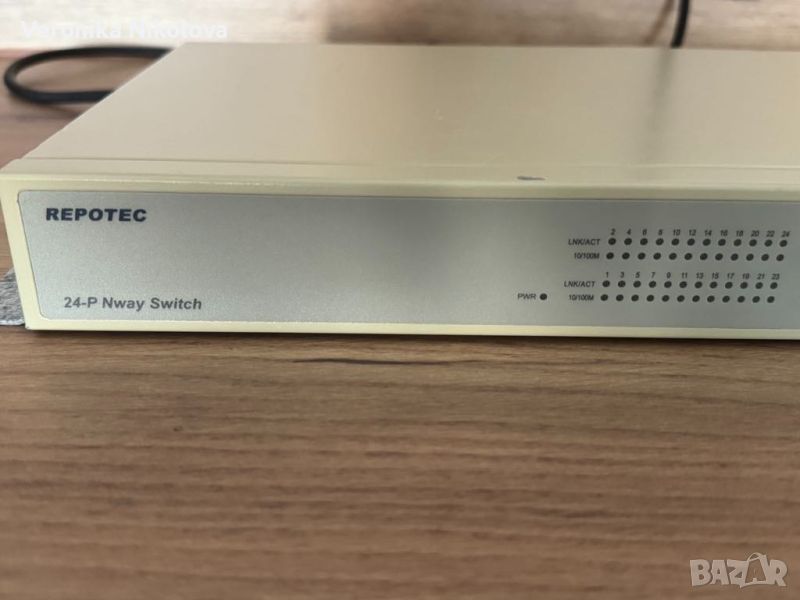 Veronika Nikolova
REPOTEC
24-P Nway Switch
2 4 6 8 10 12 14 16 18 20 22 24
LNK/ACT
10/100M
1 3 5 7 9 11 13 15 17 19 21 23
LNK/ACT
PWR 10/100M
BAZAR